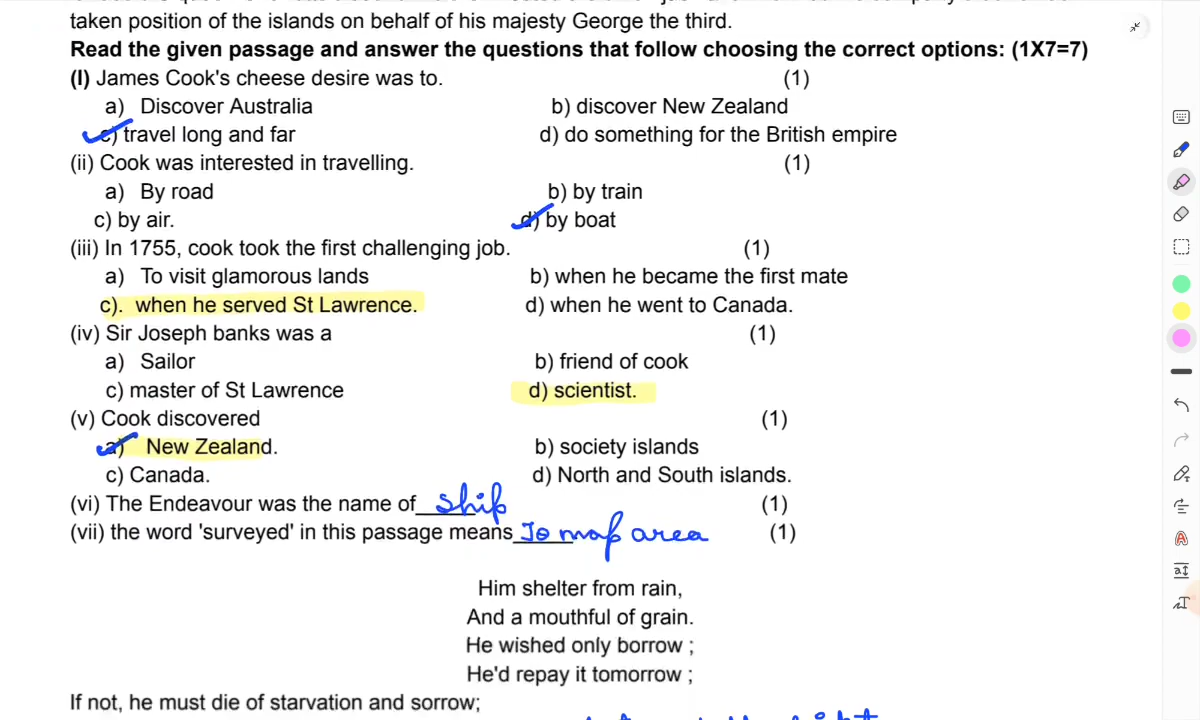 taken position of the islands on behalf of his majesty George the third.
Read the given passage and answer the questions that follow choosing the correct options: (1X7=7)
(I) James Cook's cheese desire was to. (1)
a) Discover Australia b) discover New Zealand
c) travel long and far d) do something for the British empire
(ii) Cook was interested in travelling. (1)
a) By road b) by train
c) by air. d) by boat
(iii) In 1755, cook took the first challenging job. (1)
a) To visit glamorous lands b) when he became the first mate
c). when he served St Lawrence. d) when he went to Canada.
(iv) Sir Joseph banks was a (1)
a) Sailor b) friend of cook
c) master of St Lawrence d) scientist.
(v) Cook discovered (1)
a) New Zealand. b) society islands
c) Canada. d) North and South islands.
(vi) The Endeavour was the name of ship (1)
(vii) the word 'surveyed' in this passage means To map area (1)
Him shelter from rain,
And a mouthful of grain.
He wished only borrow ;
He'd repay it tomorrow ;
If not, he must die of starvation and sorrow;